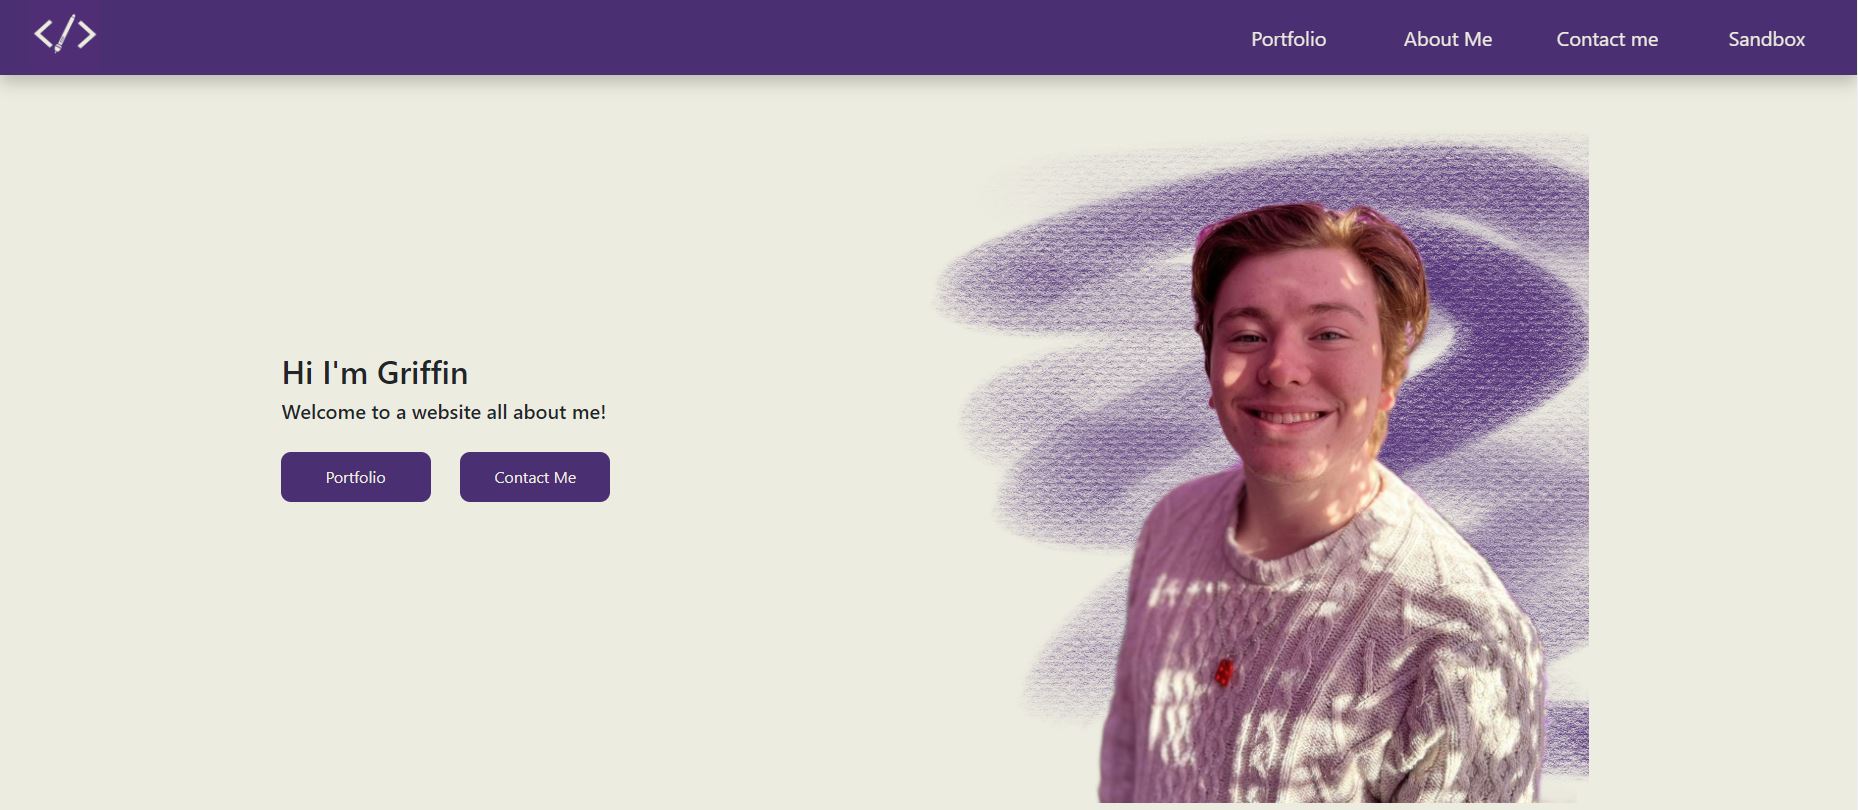 Portfolio About Me Contact me Sandbox
Hi I'm Griffin
Welcome to a website all about me!
Portfolio Contact Me